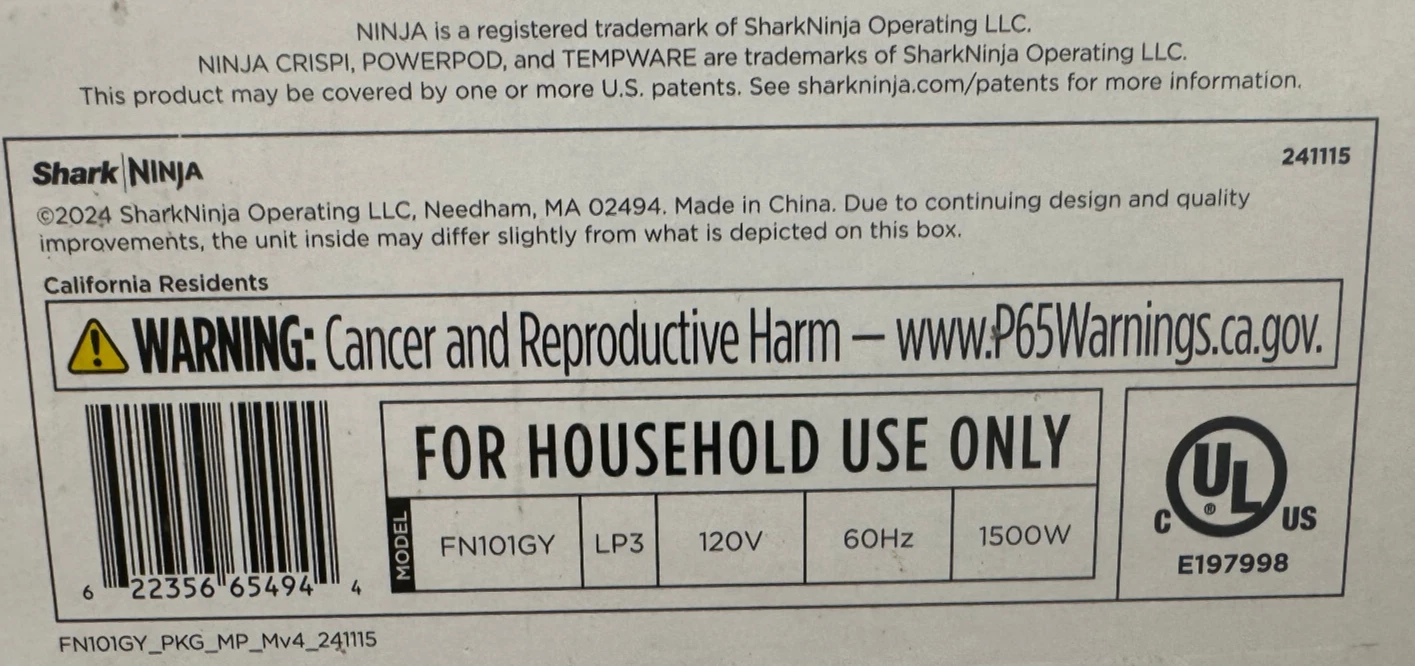 NINJA is a registered trademark of SharkNinja Operating LLC.
NINJA CRISPI, POWERPOD, and TEMPWARE are trademarks of SharkNinja Operating LLC.
This product may be covered by one or more U.S. patents. See sharkninja.com/patents for more information.
Shark|NINJA
241115
©2024 SharkNinja Operating LLC, Needham, MA 02494. Made in China. Due to continuing design and quality
improvements, the unit inside may differ slightly from what is depicted on this box.
California Residents
WARNING: Cancer and Reproductive Harm – www.P65Warnings.ca.gov.
FOR HOUSEHOLD USE ONLY
MODEL FN101GY LP3 120V 60Hz 1500W
C UL® US
E197998
6 22356 65494 4
FN101GY_PKG_MP_Mv4_241115